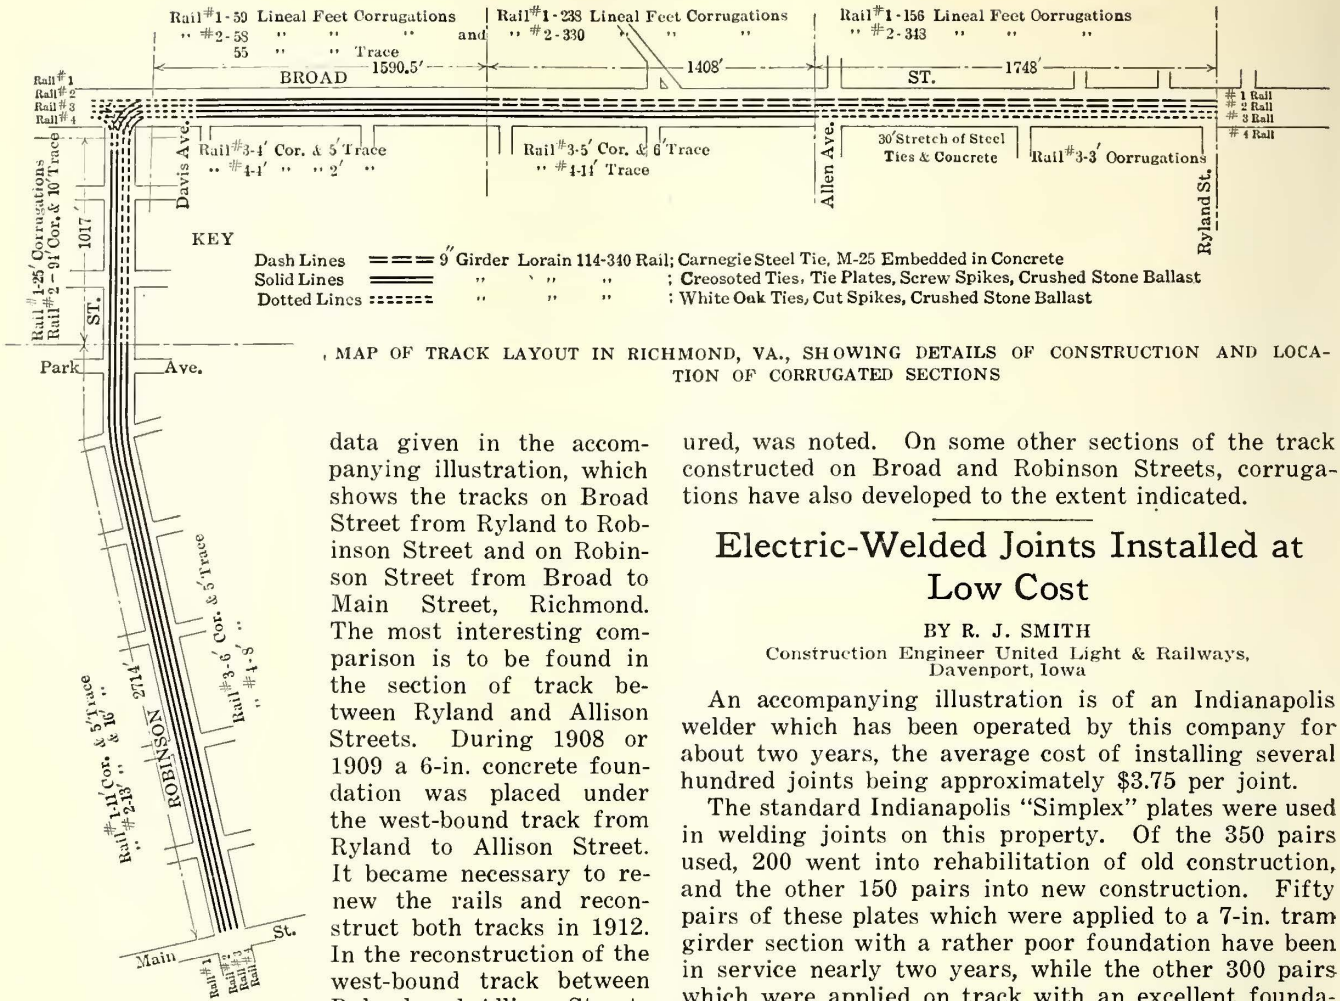 Rail #1-59 Lineal Feet Corrugations
,, #2-58 ,, ,, ,, and
55 ,, ,, Trace
Rail #1-238 Lineal Feet Corrugations
,, #2-330 ,, ,, ,,
Rail #1-156 Lineal Feet Oorrugations
,, #2-343 ,, ,, ,,
1590.5'
1408'
1748'
BROAD
ST.
Rail #1
Rail #2
Rail #3
Rail #4
# 1 Rail
# 2 Rail
# 3 Rail
# 4 Rail
Davis Ave.
Rail #3-4' Cor. & 5' Trace
,, #4-4' ,, ,, 2' ,,
Rail #3-5' Cor. & 6' Trace
,, #4-11' Trace
Allen Ave.
30' Stretch of Steel
Ties & Concrete
Rail #3-3' Oorrugations
Ryland St.
Rail #1-25' Corrugations
Rail #2-91' Cor. & 10' Trace
1017'
ST.
KEY
Dash Lines 9" Girder Lorain 114-340 Rail; Carnegie Steel Tie, M-25 Embedded in Concrete
Solid Lines ,, ,, ,, ; Creosoted Ties, Tie Plates, Screw Spikes, Crushed Stone Ballast
Dotted Lines ,, ,, ,, ; White Oak Ties, Cut Spikes, Crushed Stone Ballast
Park Ave.
MAP OF TRACK LAYOUT IN RICHMOND, VA., SHOWING DETAILS OF CONSTRUCTION AND LOCA-
TION OF CORRUGATED SECTIONS
Rail #3-6' Cor. & 5' Trace
,, #4-8' ,,
2714'
ROBINSON
Rail #1-11' Cor. & 5' Trace
,, #2-13' ,, & 16' ,,
Main St.
Rail #1
Rail #2
Rail #3
Rail #4
data given in the accom-
panying illustration, which
shows the tracks on Broad
Street from Ryland to Rob-
inson Street and on Robin-
son Street from Broad to
Main Street, Richmond.
The most interesting com-
parison is to be found in
the section of track be-
tween Ryland and Allison
Streets. During 1908 or
1909 a 6-in. concrete foun-
dation was placed under
the west-bound track from
Ryland to Allison Street.
It became necessary to re-
new the rails and recon-
struct both tracks in 1912.
In the reconstruction of the
west-bound track between
Ryland and Allison Streets
ured, was noted. On some other sections of the track
constructed on Broad and Robinson Streets, corruga-
tions have also developed to the extent indicated.
Electric-Welded Joints Installed at
Low Cost
BY R. J. SMITH
Construction Engineer United Light & Railways,
Davenport, Iowa
An accompanying illustration is of an Indianapolis
welder which has been operated by this company for
about two years, the average cost of installing several
hundred joints being approximately $3.75 per joint.
The standard Indianapolis "Simplex" plates were used
in welding joints on this property. Of the 350 pairs
used, 200 went into rehabilitation of old construction,
and the other 150 pairs into new construction. Fifty
pairs of these plates which were applied to a 7-in. tram
girder section with a rather poor foundation have been
in service nearly two years, while the other 300 pairs
which were applied on track with an excellent founda-